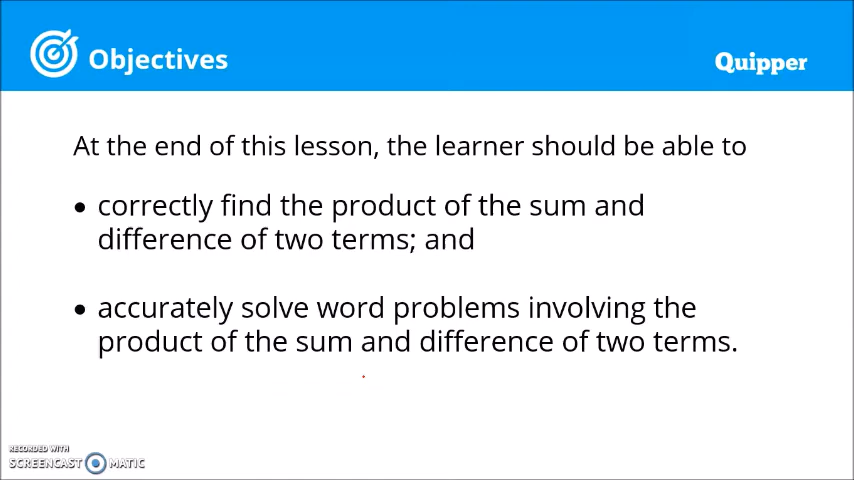 Objectives
Quipper
At the end of this lesson, the learner should be able to
• correctly find the product of the sum and
difference of two terms; and
• accurately solve word problems involving the
product of the sum and difference of two terms.
RECORDED WITH
SCREENCAST MATIC